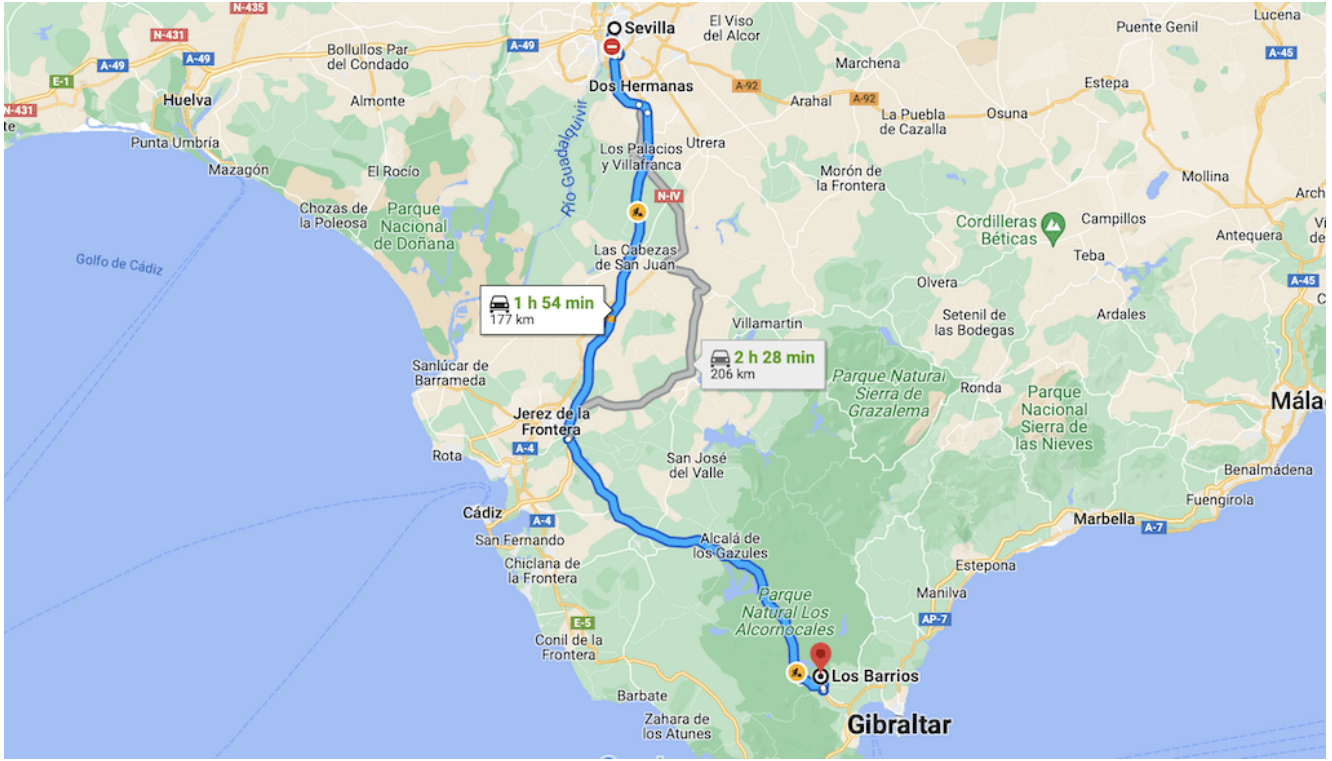 N-435
Sevilla
El Viso
del Alcor
Lucena
Puente Genil
N-431
A-49
Bollullos Par
del Condado
A-49
A-49
A-45
E-1
Marchena
Estepa
Huelva
Almonte
Dos Hermanas
A-92
Arahal
A-92
La Puebla
de Cazalla
Osuna
N-431
te
Punta Umbría
Mazagón
El Rocío
Río Guadalquivir
Los Palacios
y Villafranca
Utrera
Morón de
la Frontera
Mollina
Arch
N-IV
Chozas de
la Poleosa
Parque
Nacional
de Doñana
Cordilleras
Béticas
Campillos
Antequera
Teba
Golfo de Cádiz
Las Cabezas
de San Juan
Olvera
A-45
1 h 54 min
177 km
Villamartin
Setenil de
las Bodegas
Ardales
2 h 28 min
206 km
Sanlúcar de
Barrameda
Parque Natural
Sierra de
Grazalema
Ronda
Parque
Nacional
Sierra de
las Nieves
Mála
Jerez de la
Frontera
A-4
Rota
San José
del Valle
Benalmádena
Fuengirola
Cádiz
A-4
Marbella
A-7
San Fernando
Alcalá de
los Gazules
Chiclana de
la Frontera
Estepona
Manilva
Parque
Natural Los
Alcornocales
AP-7
E-5
Conil de la
Frontera
Los Barrios
Barbate
Zahara de
los Atunes
Gibraltar